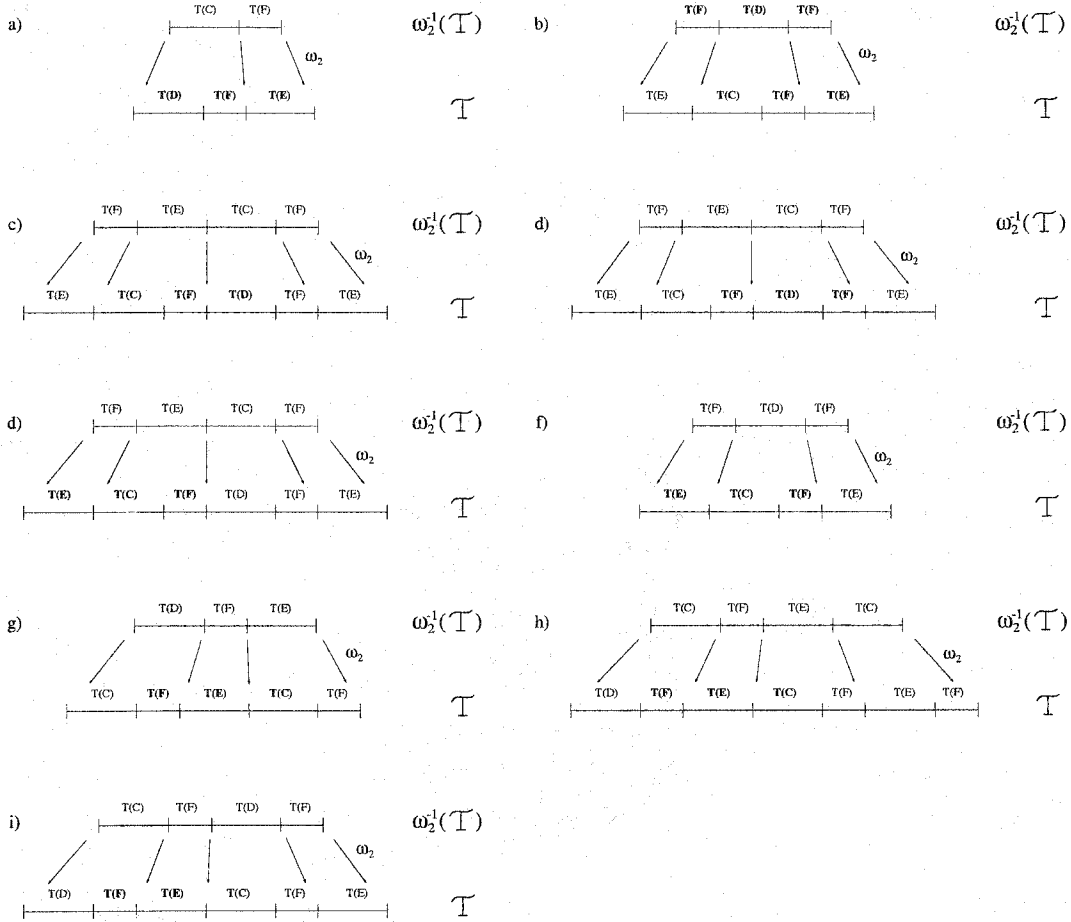 a) T(C) T(F) ω₂⁻¹(T)
ω₂
T(D) T(F) T(E) T
b) T(F) T(D) T(F) ω₂⁻¹(T)
ω₂
T(E) T(C) T(F) T(E) T
c) T(F) T(E) T(C) T(F) ω₂⁻¹(T)
ω₂
T(E) T(C) T(F) T(D) T(F) T(E) T
d) T(F) T(E) T(C) T(F) ω₂⁻¹(T)
ω₂
T(E) T(C) T(F) T(D) T(F) T(E) T
d) T(F) T(E) T(C) T(F) ω₂⁻¹(T)
ω₂
T(E) T(C) T(F) T(D) T(F) T(E) T
f) T(F) T(D) T(F) ω₂⁻¹(T)
ω₂
T(E) T(C) T(F) T(E) T
g) T(D) T(F) T(E) ω₂⁻¹(T)
ω₂
T(C) T(F) T(E) T(C) T(F) T
h) T(C) T(F) T(E) T(C) ω₂⁻¹(T)
ω₂
T(D) T(F) T(E) T(C) T(F) T(E) T(F) T
i) T(C) T(F) T(D) T(F) ω₂⁻¹(T)
ω₂
T(D) T(F) T(E) T(C) T(F) T(E) T